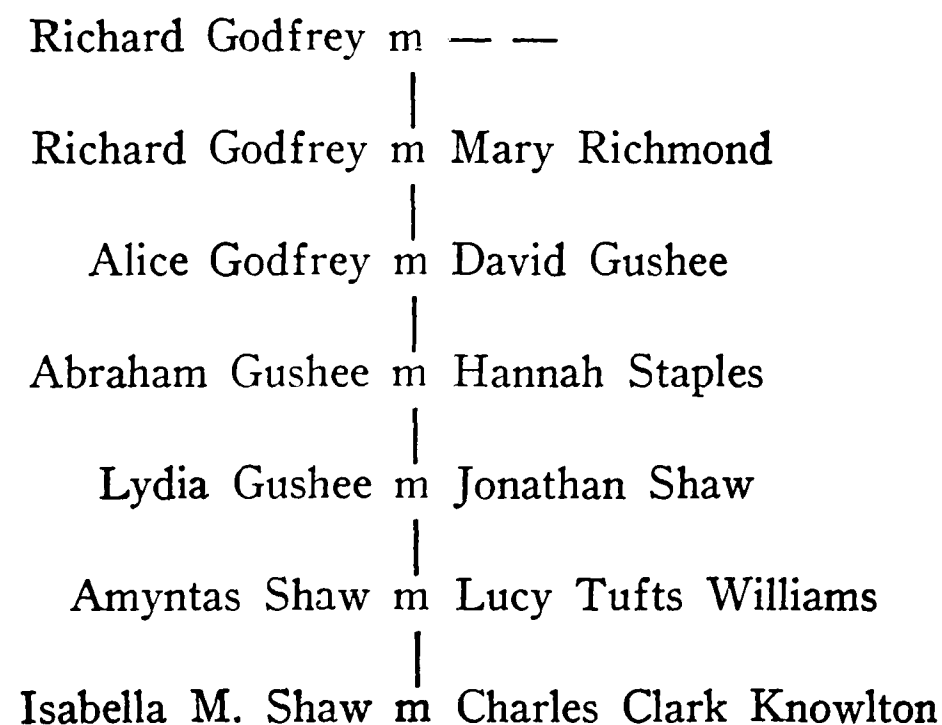 Richard Godfrey m — —
Richard Godfrey m Mary Richmond
Alice Godfrey m David Gushee
Abraham Gushee m Hannah Staples
Lydia Gushee m Jonathan Shaw
Amyntas Shaw m Lucy Tufts Williams
Isabella M. Shaw m Charles Clark Knowlton